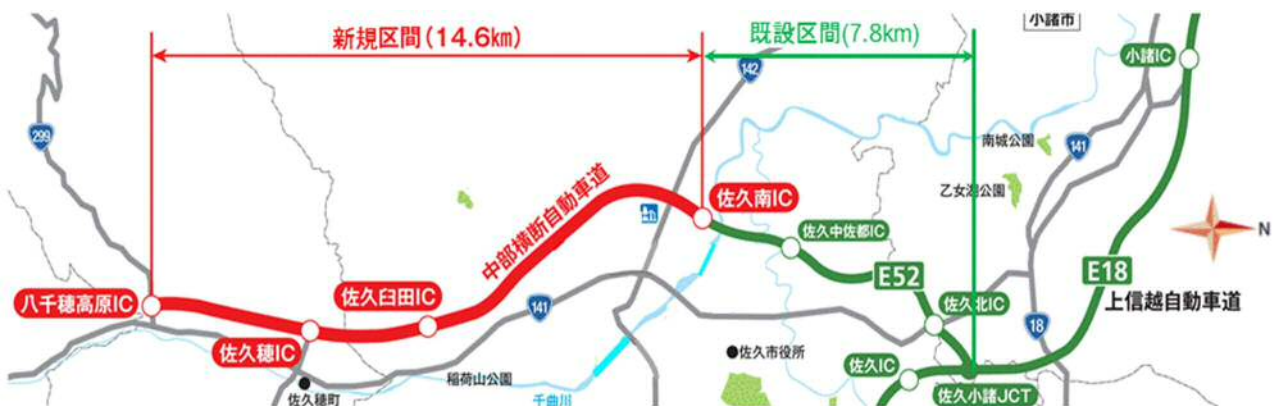 新規区間(14.6㎞)
既設区間(7.8km)
小諸市
小諸IC
142
299
南城公園
141
乙女湖公園
佐久南IC
N
中部横断自動車道
佐久中佐都IC
E52
E18
八千穂高原IC
佐久臼田IC
141
佐久北IC
上信越自動車道
18
佐久穂IC
佐久市役所
佐久IC
稲荷山公園
佐久穂町
千曲川
佐久小諸JCT